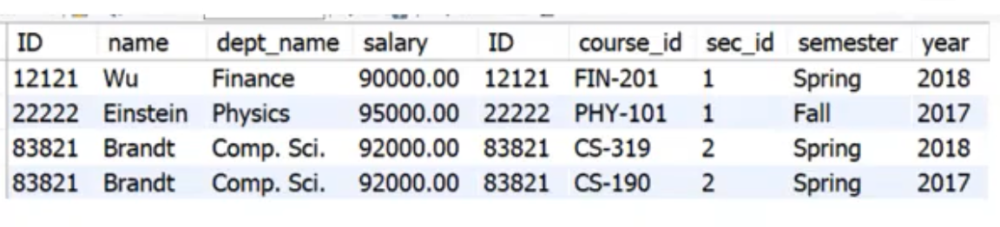 ID name dept_name salary ID course_id sec_id semester year
12121 Wu Finance 90000.00 12121 FIN-201 1 Spring 2018
22222 Einstein Physics 95000.00 22222 PHY-101 1 Fall 2017
83821 Brandt Comp. Sci. 92000.00 83821 CS-319 2 Spring 2018
83821 Brandt Comp. Sci. 92000.00 83821 CS-190 2 Spring 2017